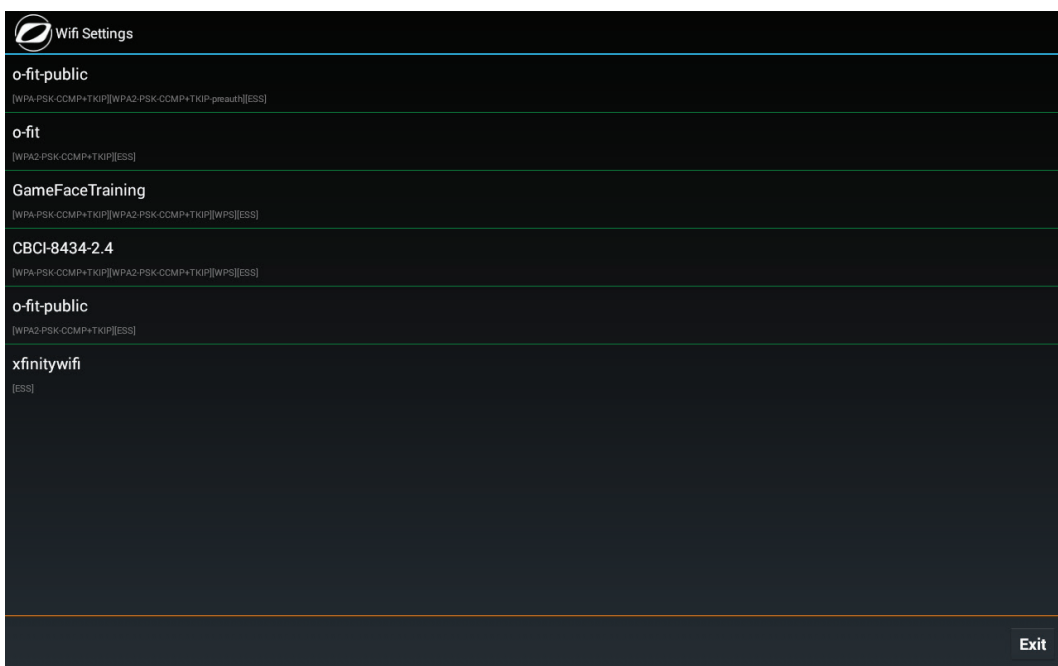 Wifi Settings
o-fit-public
[WPA-PSK-CCMP+TKIP][WPA2-PSK-CCMP+TKIP-preauth][ESS]
o-fit
[WPA2-PSK-CCMP+TKIP][ESS]
GameFaceTraining
[WPA-PSK-CCMP+TKIP][WPA2-PSK-CCMP+TKIP][WPS][ESS]
CBCI-8434-2.4
[WPA-PSK-CCMP+TKIP][WPA2-PSK-CCMP+TKIP][WPS][ESS]
o-fit-public
[WPA2-PSK-CCMP+TKIP][ESS]
xfinitywifi
[ESS]
Exit